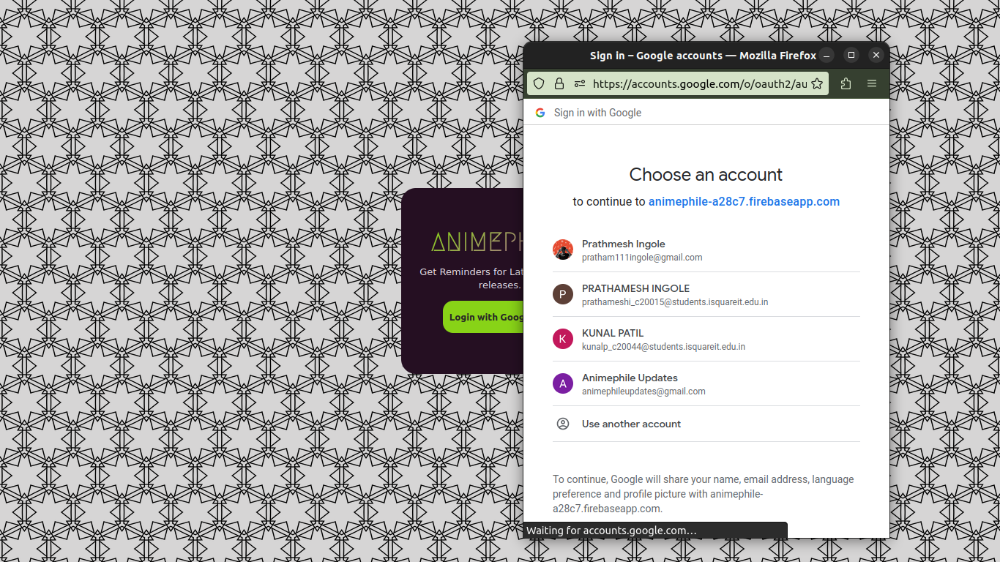 Sign in – Google accounts — Mozilla Firefox
https://accounts.google.com/o/oauth2/au
Sign in with Google
Choose an account
to continue to animephile-a28c7.firebaseapp.com
Prathmesh Ingole
pratham111ingole@gmail.com
P
PRATHAMESH INGOLE
prathameshi_c20015@students.isquareit.edu.in
K
KUNAL PATIL
kunalp_c20044@students.isquareit.edu.in
A
Animephile Updates
animephileupdates@gmail.com
Use another account
To continue, Google will share your name, email address, language
preference and profile picture with animephile-
a28c7.firebaseapp.com.
Waiting for accounts.google.com…
ANIMEPH
Get Reminders for Lat
releases.
Login with Goog